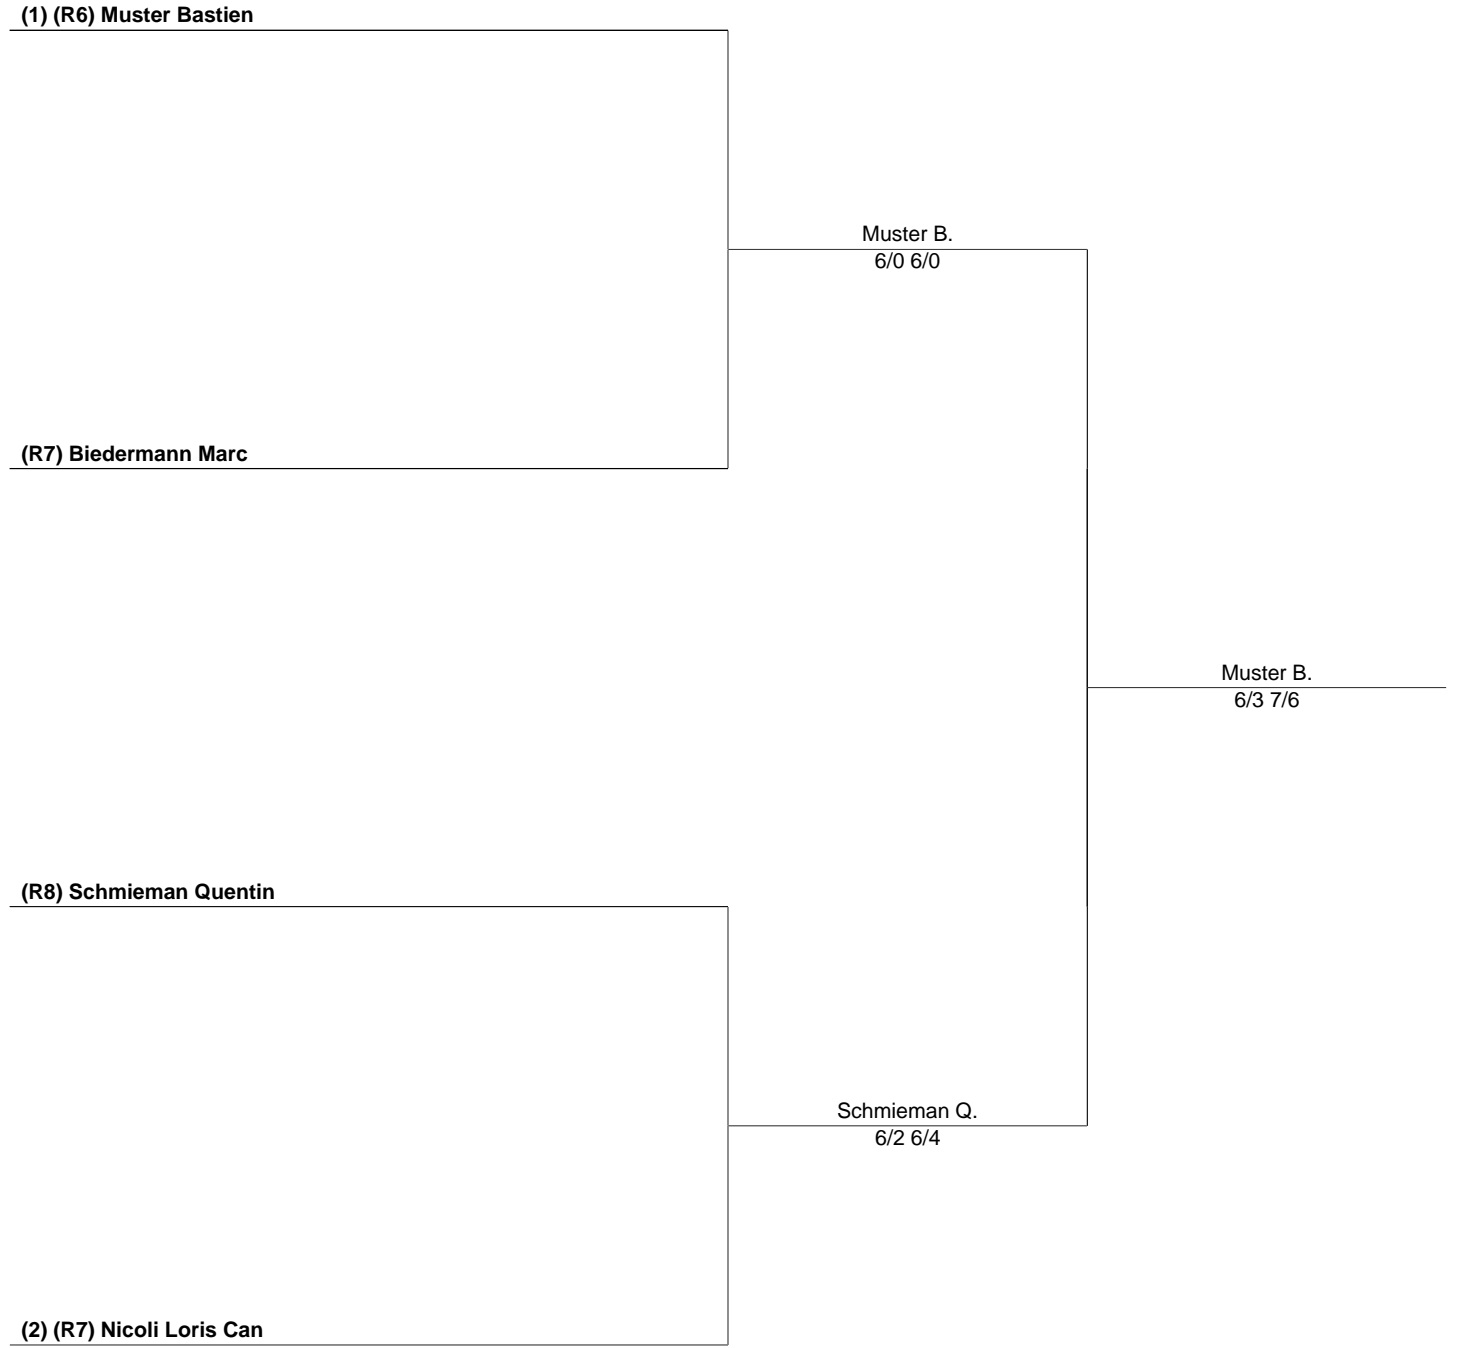 (1) (R6) Muster Bastien
Muster B.
6/0 6/0
(R7) Biedermann Marc
Muster B.
6/3 7/6
(R8) Schmieman Quentin
Schmieman Q.
6/2 6/4
(2) (R7) Nicoli Loris Can